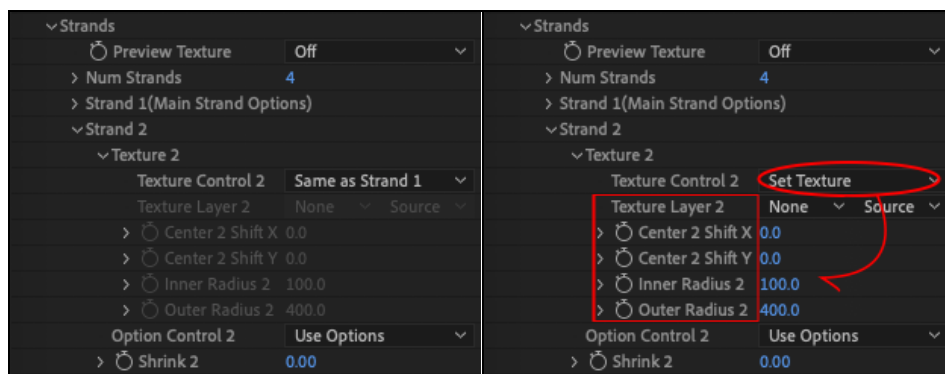 Strands
Preview Texture Off
Num Strands 4
Strand 1(Main Strand Options)
Strand 2
Texture 2
Texture Control 2 Same as Strand 1
Texture Layer 2 None Source
Center 2 Shift X 0.0
Center 2 Shift Y 0.0
Inner Radius 2 100.0
Outer Radius 2 400.0
Option Control 2 Use Options
Shrink 2 0.00
Strands
Preview Texture Off
Num Strands 4
Strand 1(Main Strand Options)
Strand 2
Texture 2
Texture Control 2 Set Texture
Texture Layer 2 None Source
Center 2 Shift X 0.0
Center 2 Shift Y 0.0
Inner Radius 2 100.0
Outer Radius 2 400.0
Option Control 2 Use Options
Shrink 2 0.00